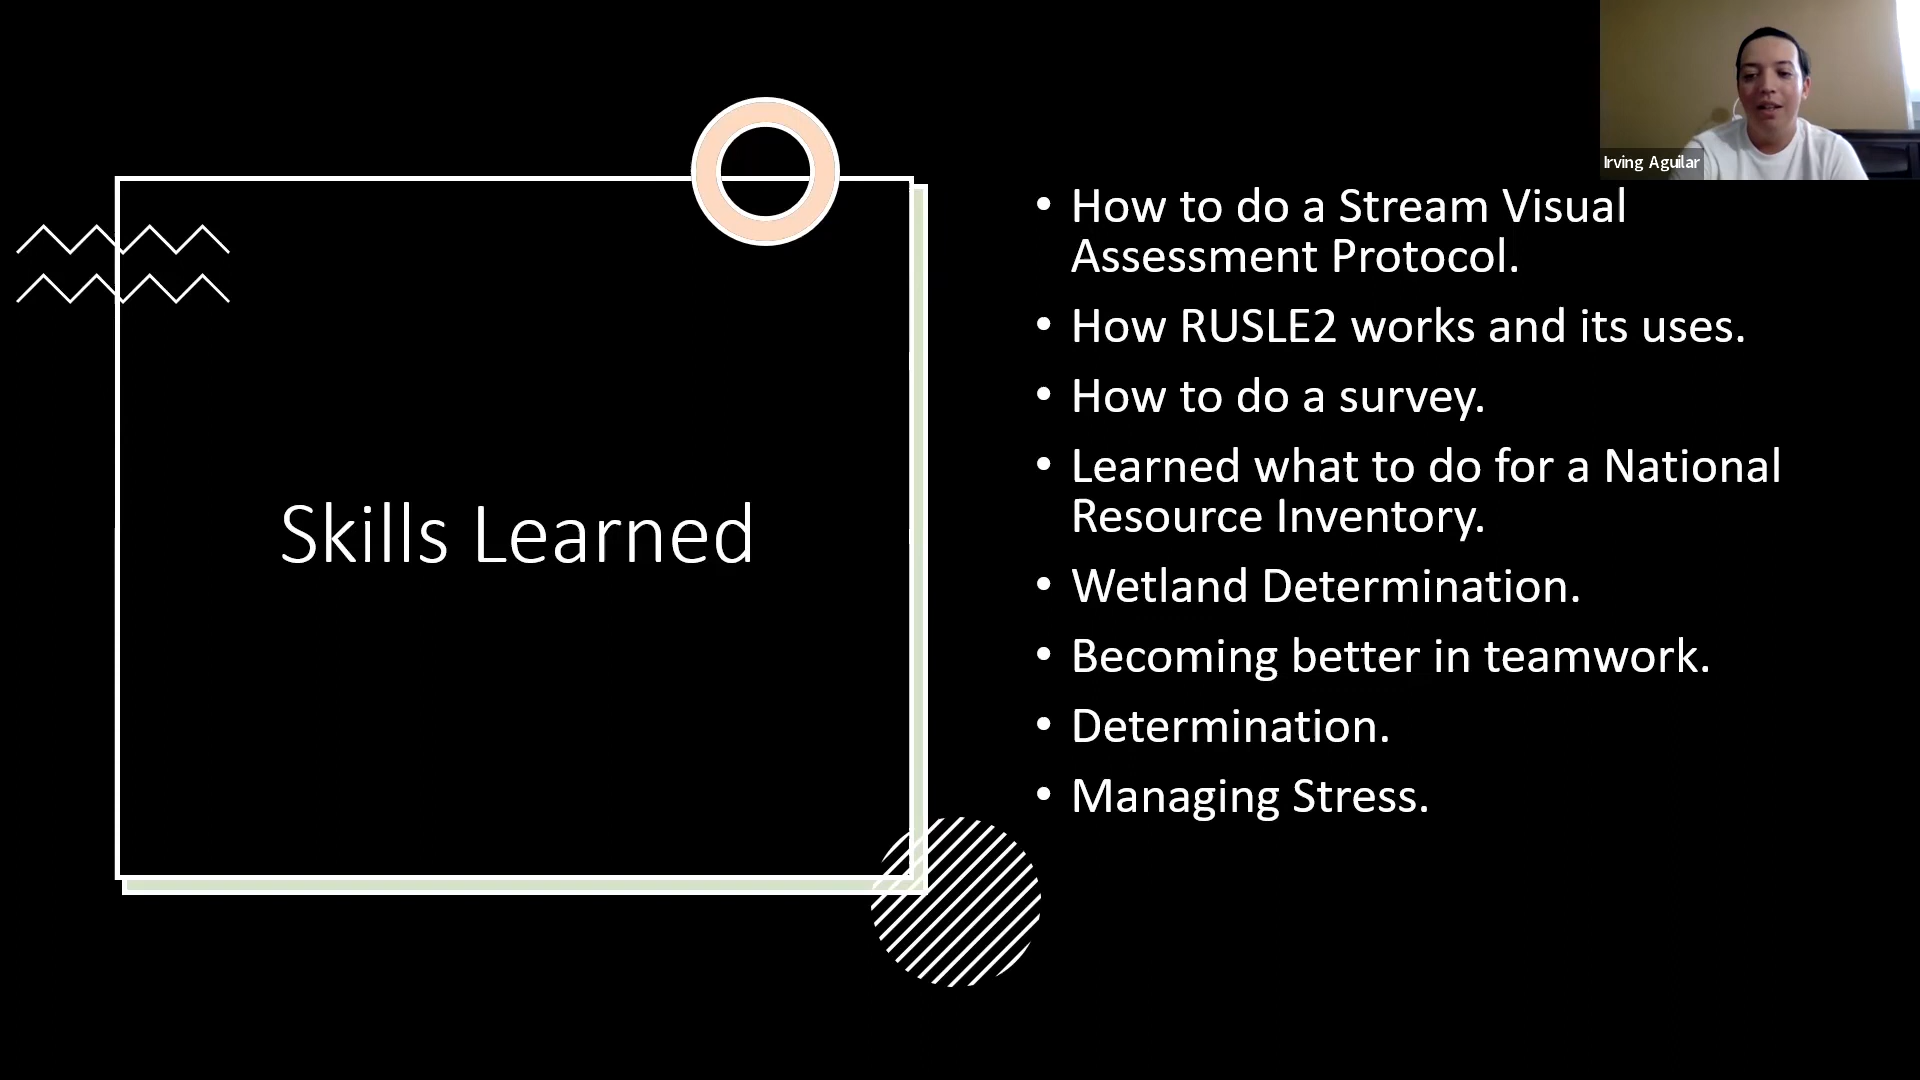 Irving Aguilar
Skills Learned
• How to do a Stream Visual
Assessment Protocol.
• How RUSLE2 works and its uses.
• How to do a survey.
• Learned what to do for a National
Resource Inventory.
• Wetland Determination.
• Becoming better in teamwork.
• Determination.
• Managing Stress.